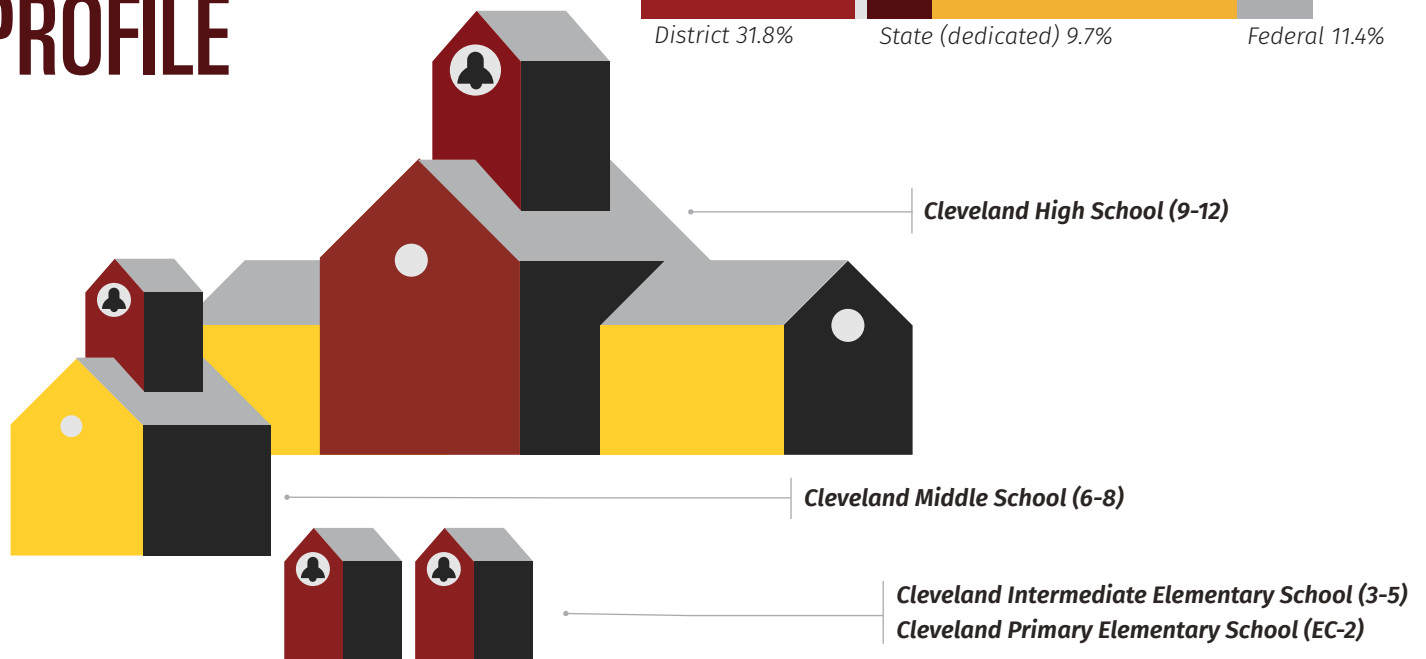 PROFILE
District 31.8%
State (dedicated) 9.7%
Federal 11.4%
Cleveland High School (9-12)
Cleveland Middle School (6-8)
Cleveland Intermediate Elementary School (3-5)
Cleveland Primary Elementary School (EC-2)